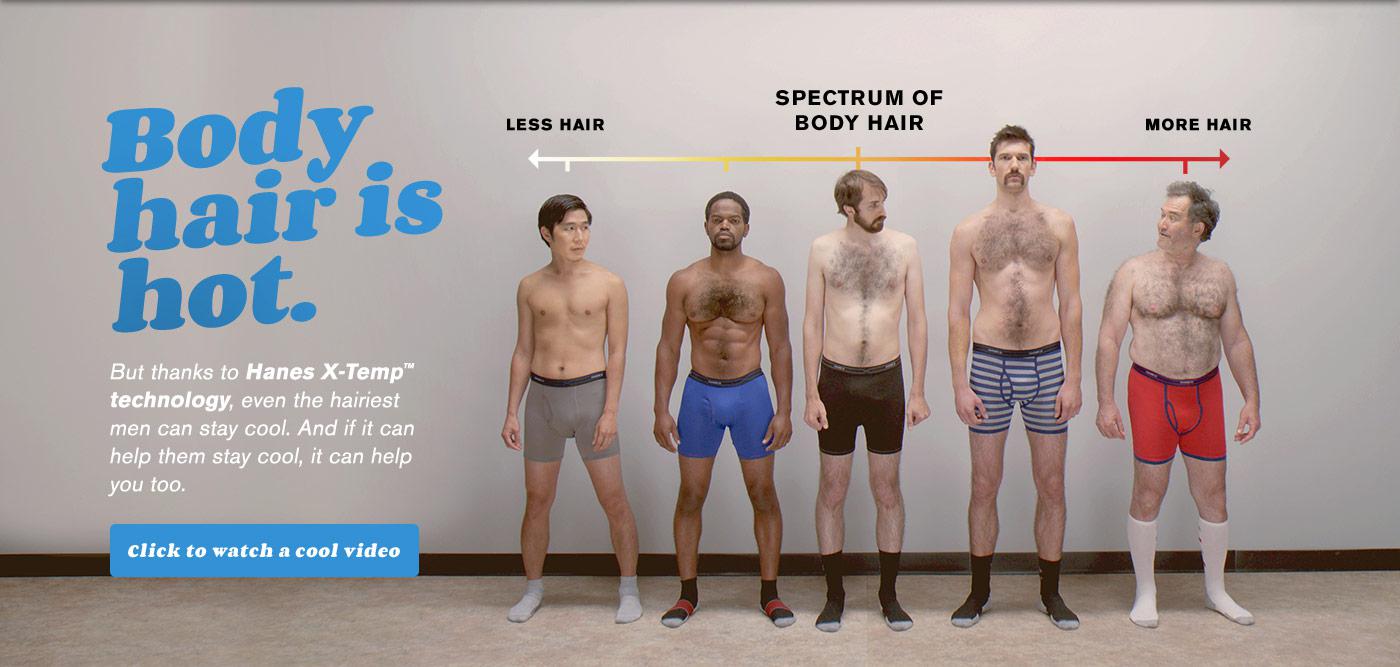 Body
hair is
hot.
But thanks to Hanes X-Temp™
technology, even the hairiest
men can stay cool. And if it can
help them stay cool, it can help
you too.
Click to watch a cool video
SPECTRUM OF
BODY HAIR
LESS HAIR
MORE HAIR